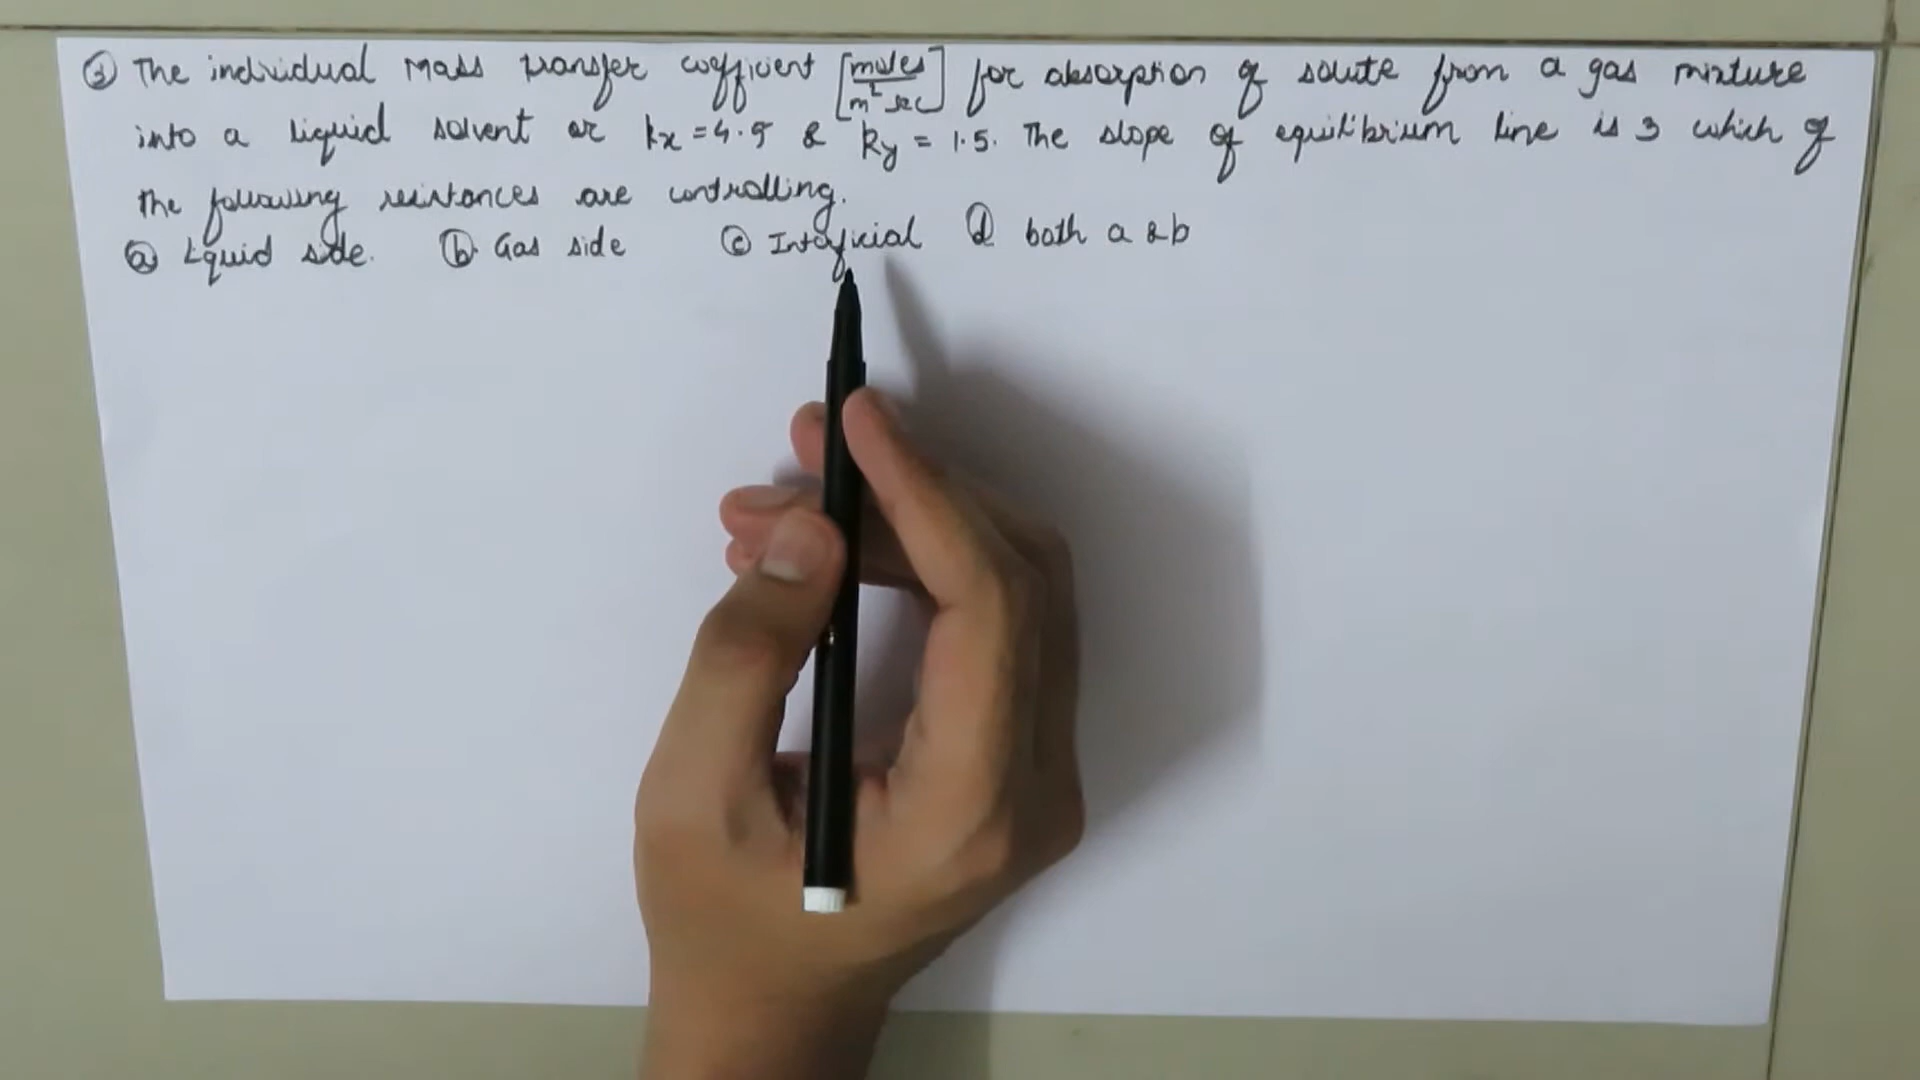 ③ The individual mass transfer coefficient [moles/m² sec] for absorption of solute from a gas mixture
into a liquid solvent ar kx = 4.5 & ky = 1.5. The slope of equilibrium line is 3 which of
the following resistances are controlling.
ⓐ Liquid side. ⓑ Gas side ⓒ Interficial ⓓ both a & b